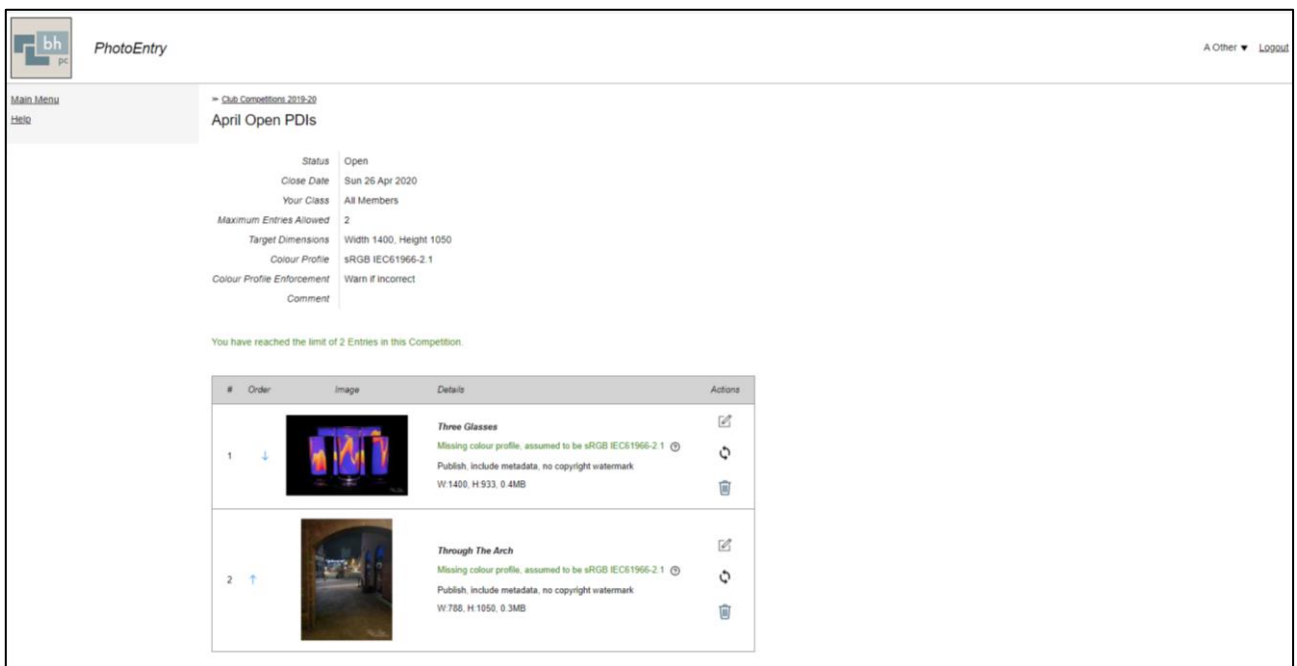 bh
pc
PhotoEntry
A Other ▼ Logout
Main Menu
Help
Club Competitions 2019-20
April Open PDIs
Status Open
Close Date Sun 26 Apr 2020
Your Class All Members
Maximum Entries Allowed 2
Target Dimensions Width 1400, Height 1050
Colour Profile sRGB IEC61966-2.1
Colour Profile Enforcement Warn if incorrect
Comment
You have reached the limit of 2 Entries in this Competition.
# Order Image Details Actions
Three Glasses
Missing colour profile, assumed to be sRGB IEC61966-2.1
1 ↓
Publish, include metadata, no copyright watermark
W:1400, H:933, 0.4MB
Through The Arch
Missing colour profile, assumed to be sRGB IEC61966-2.1
2 ↑
Publish, include metadata, no copyright watermark
W:788, H:1050, 0.3MB